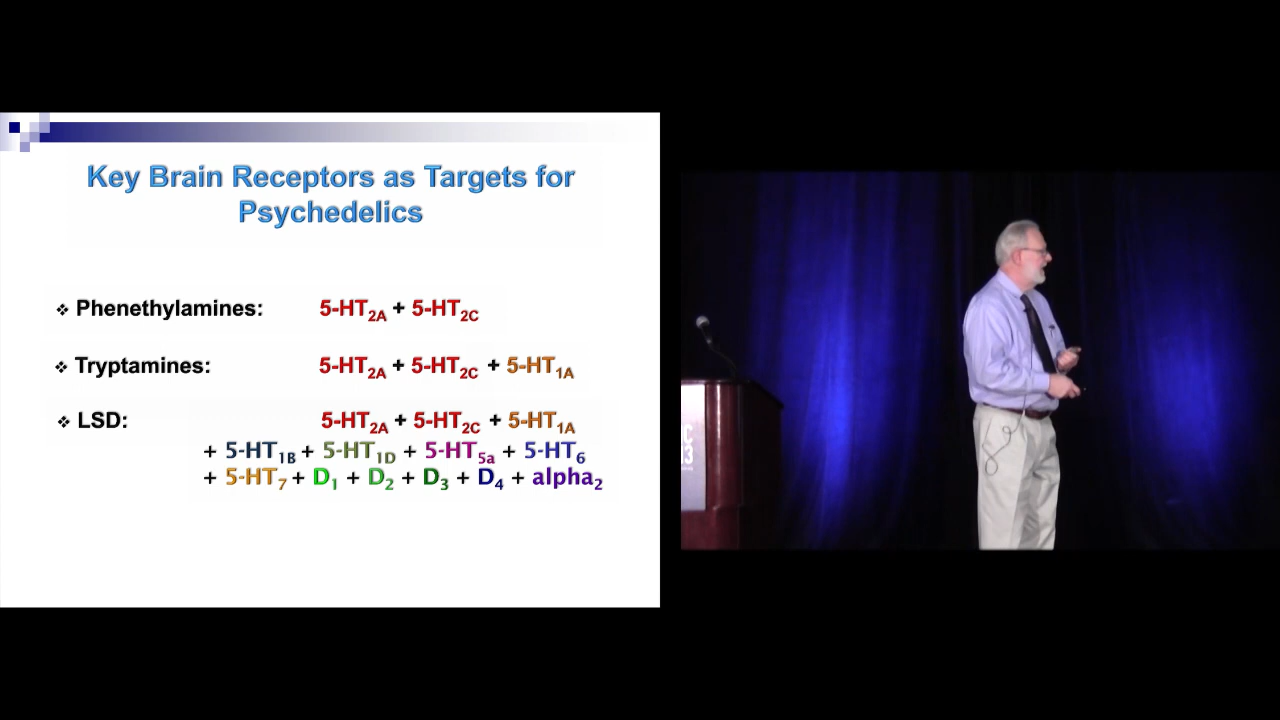 Key Brain Receptors as Targets for
Psychedelics
❖ Phenethylamines: 5-HT2A + 5-HT2C
❖ Tryptamines: 5-HT2A + 5-HT2C + 5-HT1A
❖ LSD: 5-HT2A + 5-HT2C + 5-HT1A
+ 5-HT1B + 5-HT1D + 5-HT5a + 5-HT6
+ 5-HT7 + D1 + D2 + D3 + D4 + alpha2